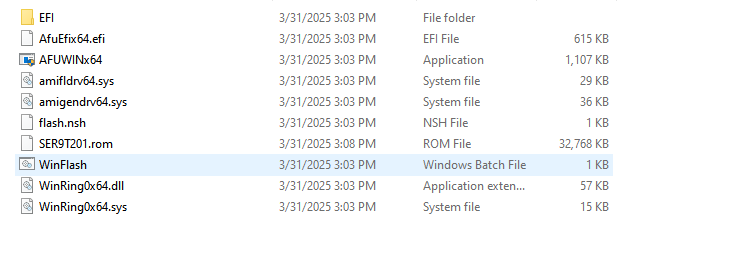 EFI 3/31/2025 3:03 PM File folder
AfuEfix64.efi 3/31/2025 3:03 PM EFI File 615 KB
AFUWINx64 3/31/2025 3:03 PM Application 1,107 KB
amifldrv64.sys 3/31/2025 3:03 PM System file 29 KB
amigendrv64.sys 3/31/2025 3:03 PM System file 36 KB
flash.nsh 3/31/2025 3:03 PM NSH File 1 KB
SER9T201.rom 3/31/2025 3:08 PM ROM File 32,768 KB
WinFlash 3/31/2025 3:03 PM Windows Batch File 1 KB
WinRing0x64.dll 3/31/2025 3:03 PM Application exten... 57 KB
WinRing0x64.sys 3/31/2025 3:03 PM System file 15 KB